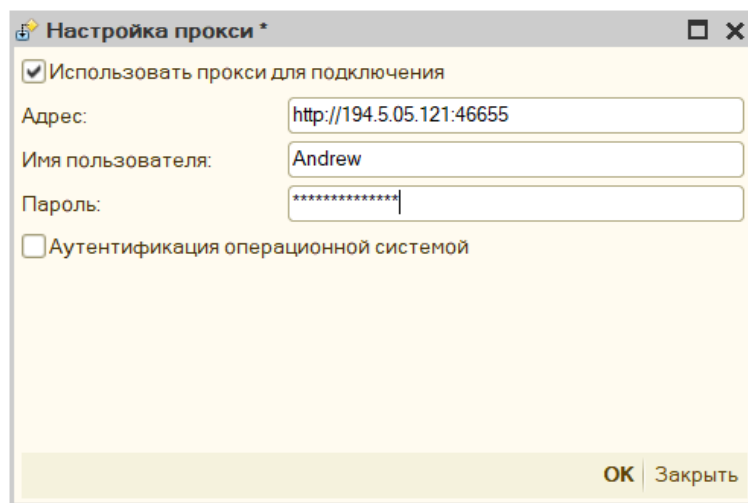 Настройка прокси *
Использовать прокси для подключения
Адрес: http://194.5.05.121:46655
Имя пользователя: Andrew
Пароль: **************
Аутентификация операционной системой
OK Закрыть